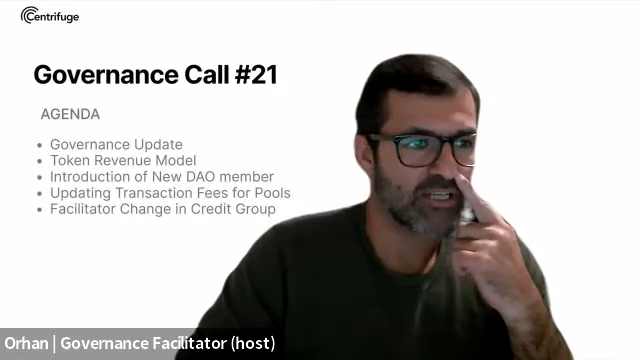 Centrifuge
Governance Call #21
AGENDA
• Governance Update
• Token Revenue Model
• Introduction of New DAO member
• Updating Transaction Fees for Pools
• Facilitator Change in Credit Group
Orhan | Governance Facilitator (host)